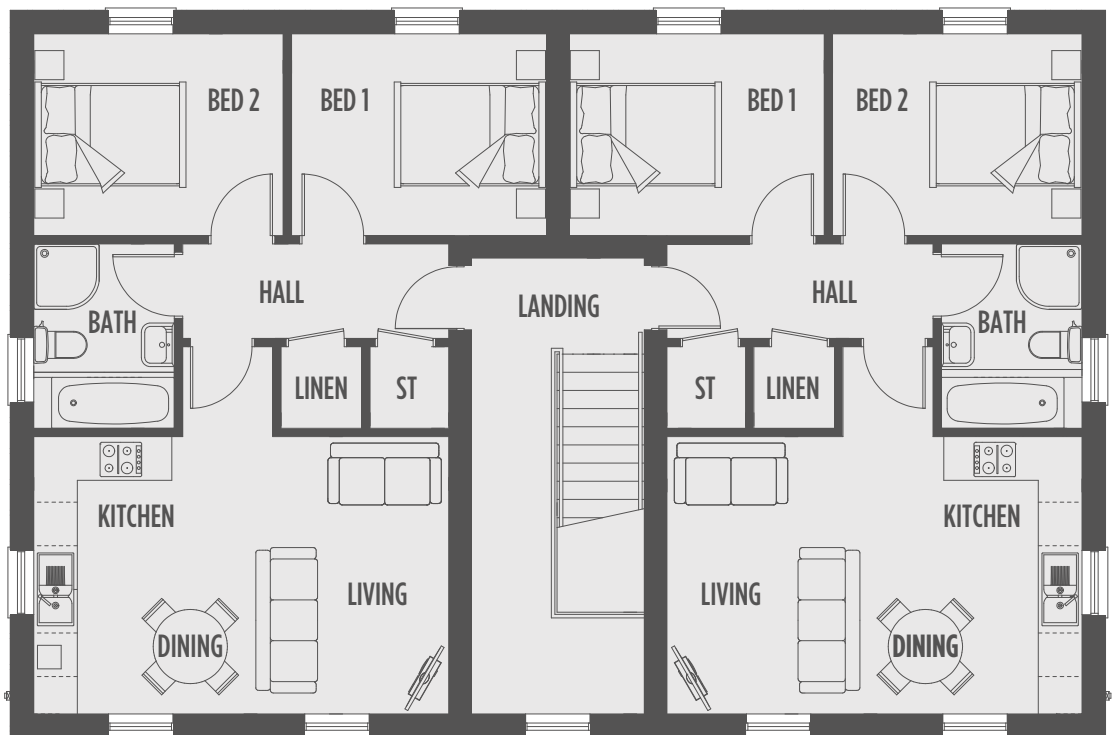 BED 2
BED 1
BED 1
BED 2
HALL
LANDING
HALL
BATH
BATH
LINEN
ST
ST
LINEN
KITCHEN
KITCHEN
LIVING
LIVING
DINING
DINING